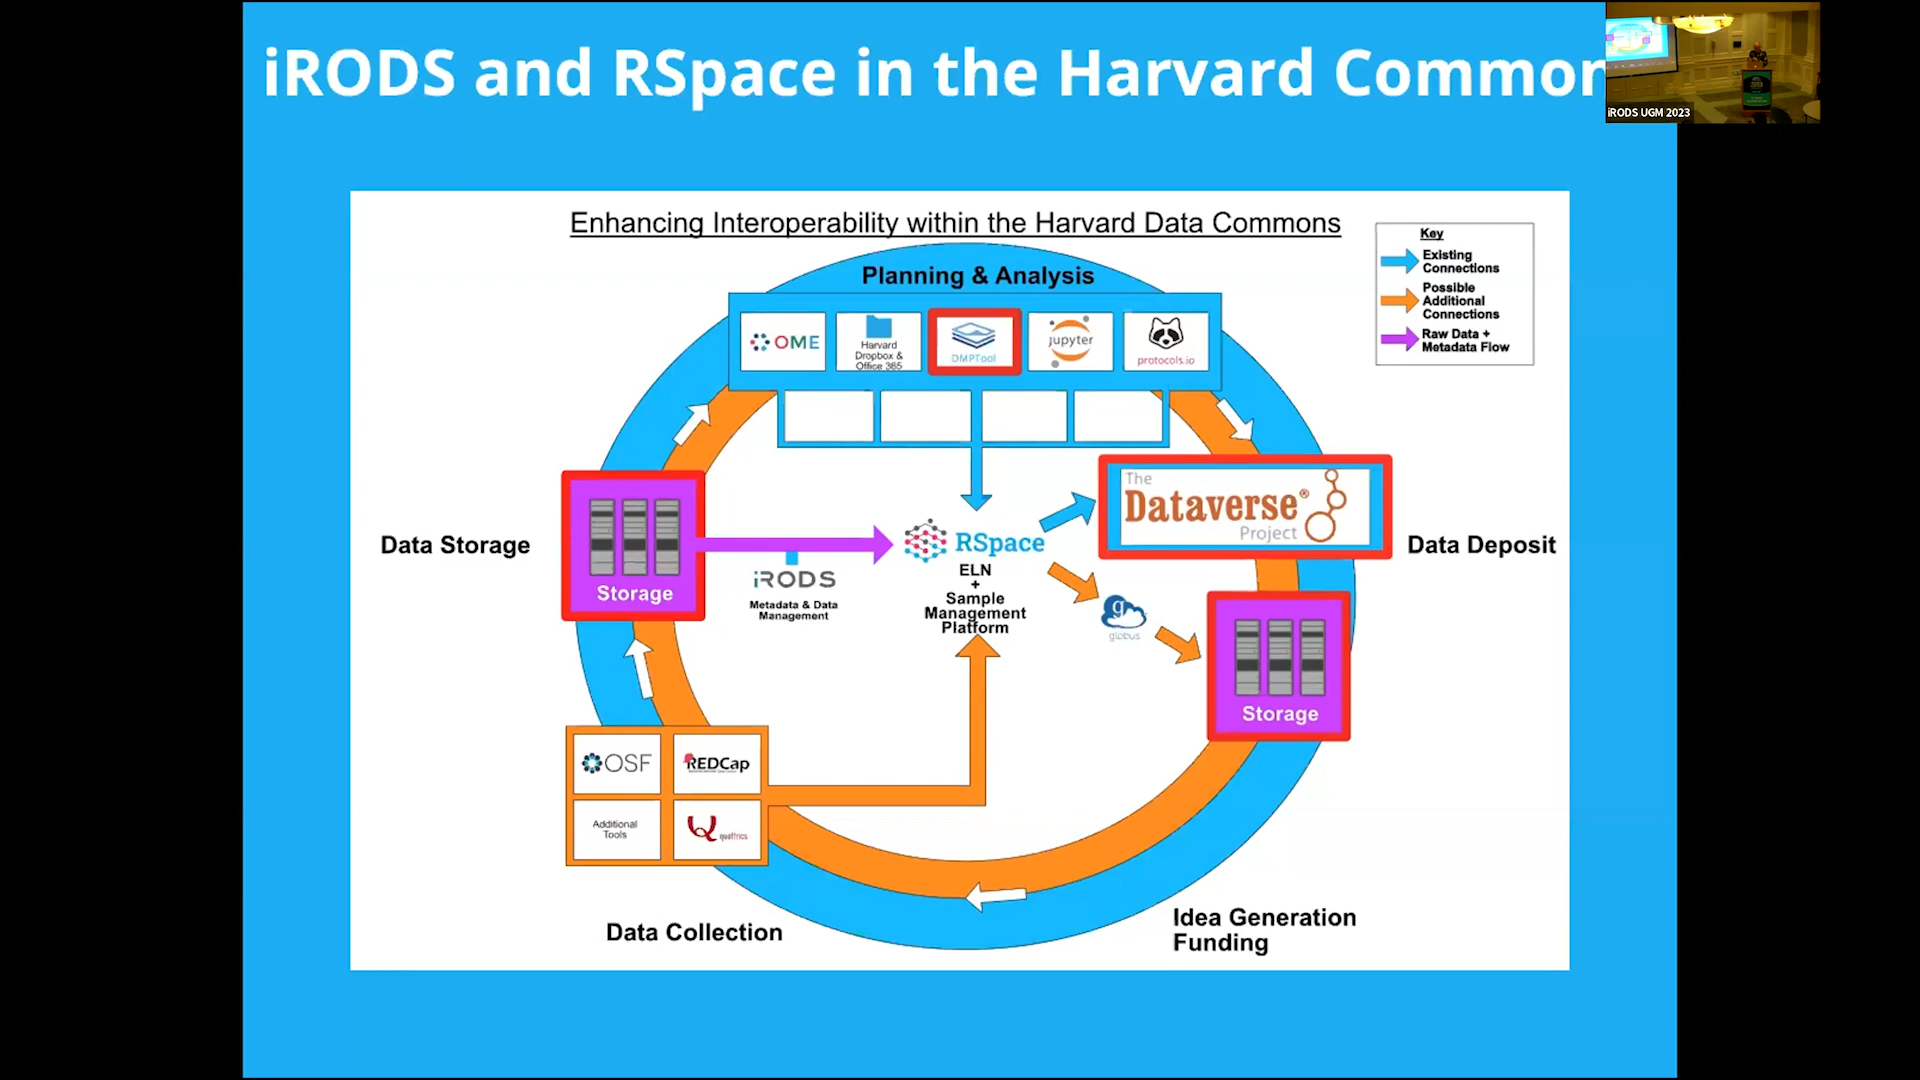 iRODS and RSpace in the Harvard Common
iRODS UGM 2023
Enhancing Interoperability within the Harvard Data Commons
Key
Existing
Connections
Possible
Additional
Connections
Raw Data +
Metadata Flow
Planning & Analysis
OME
Harvard
Dropbox &
Office 365
DMPTool
jupyter
protocols.io
Data Storage
Storage
iRODS
Metadata & Data
Management
RSpace
ELN
+
Sample
Management
Platform
The
Dataverse®
Project
Data Deposit
g
globus
Storage
OSF
REDCap
Additional
Tools
qualtrics
Data Collection
Idea Generation
Funding